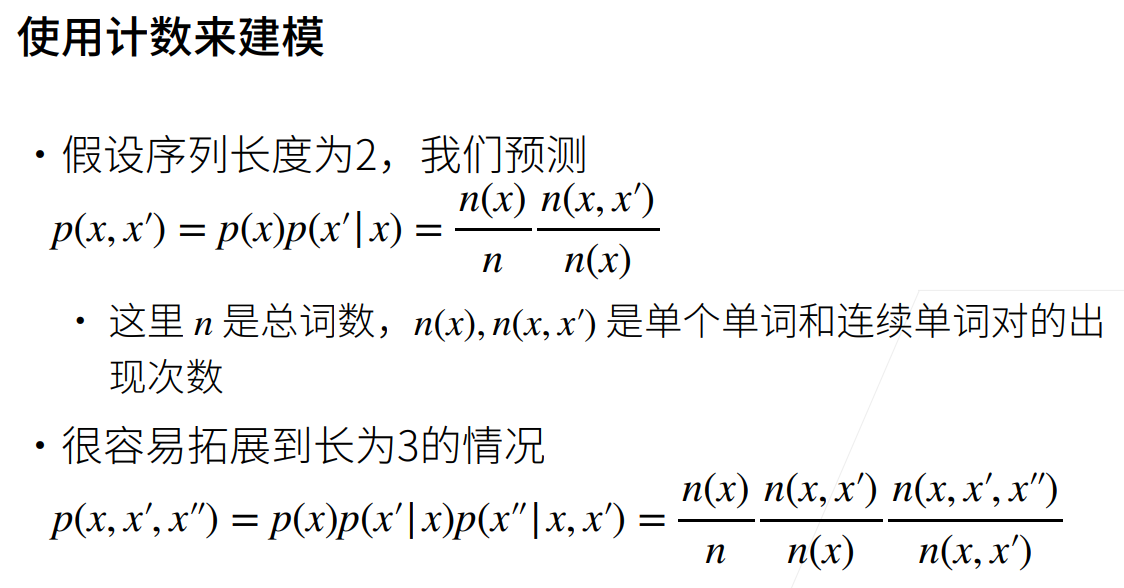 使用计数来建模
• 假设序列长度为2，我们预测
p(x, x′) = p(x)p(x′|x) = \frac{n(x)}{n} \frac{n(x, x′)}{n(x)}
• 这里 n 是总词数，n(x), n(x, x′) 是单个单词和连续单词对的出
现次数
• 很容易拓展到长为3的情况
p(x, x′, x″) = p(x)p(x′|x)p(x″|x, x′) = \frac{n(x)}{n} \frac{n(x, x′)}{n(x)} \frac{n(x, x′, x″)}{n(x, x′)}